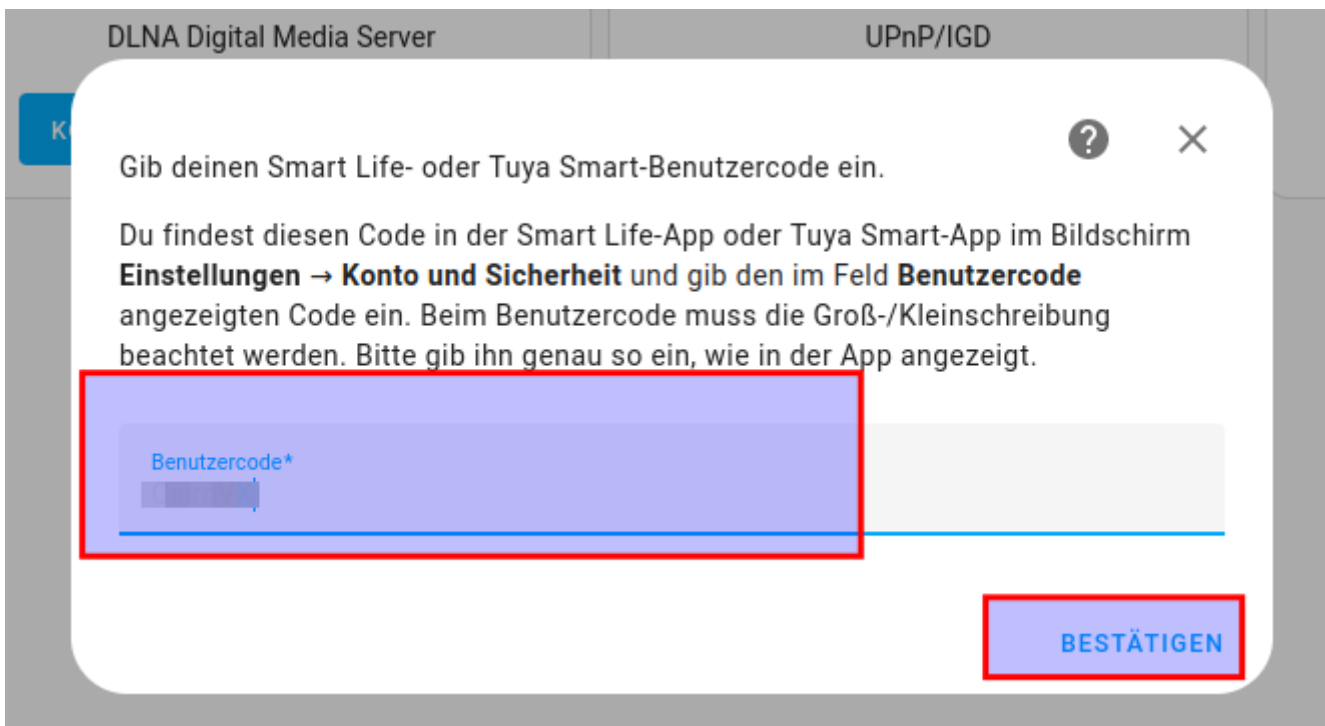 DLNA Digital Media Server
UPnP/IGD
Gib deinen Smart Life- oder Tuya Smart-Benutzercode ein.
Du findest diesen Code in der Smart Life-App oder Tuya Smart-App im Bildschirm
Einstellungen → Konto und Sicherheit und gib den im Feld Benutzercode
angezeigten Code ein. Beim Benutzercode muss die Groß-/Kleinschreibung
beachtet werden. Bitte gib ihn genau so ein, wie in der App angezeigt.
Benutzercode*
BESTÄTIGEN